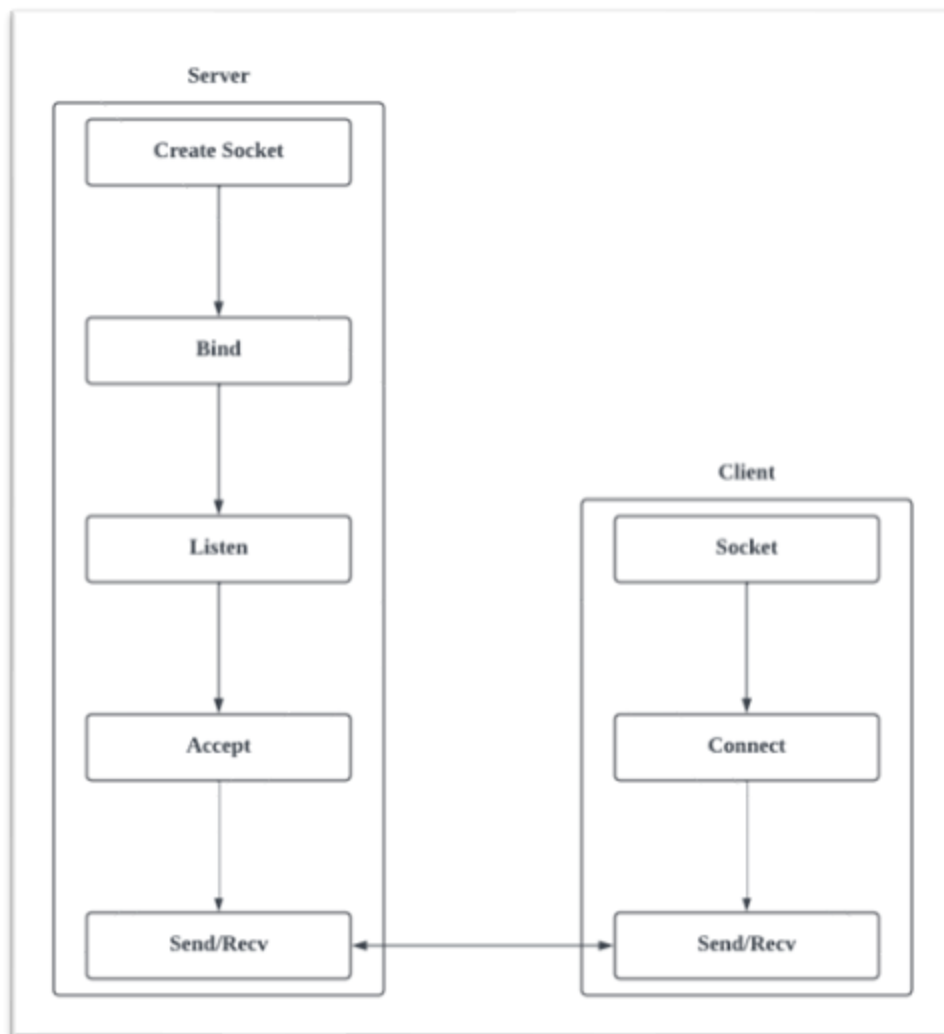 Server
Create Socket
Bind
Listen
Accept
Send/Recv
Client
Socket
Connect
Send/Recv